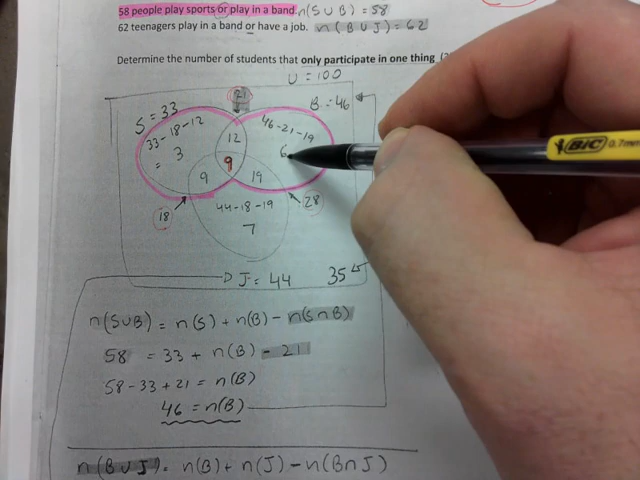 58 people play sports or play in a band. n(S∪B) = 58
62 teenagers play in a band or have a job. n(B∪J) = 62
Determine the number of students that only participate in one thing
U = 100
21
B = 46
S = 33
33-18-12
= 3
12
46-21-19
6
9
9
19
18
44-18-19
28
7
J = 44
35
n(S∪B) = n(S) + n(B) - n(S∩B)
58 = 33 + n(B) - 21
58-33+21 = n(B)
46 = n(B)
n(B∪J) = n(B) + n(J) - n(B∩J)
BIC 0.7mm